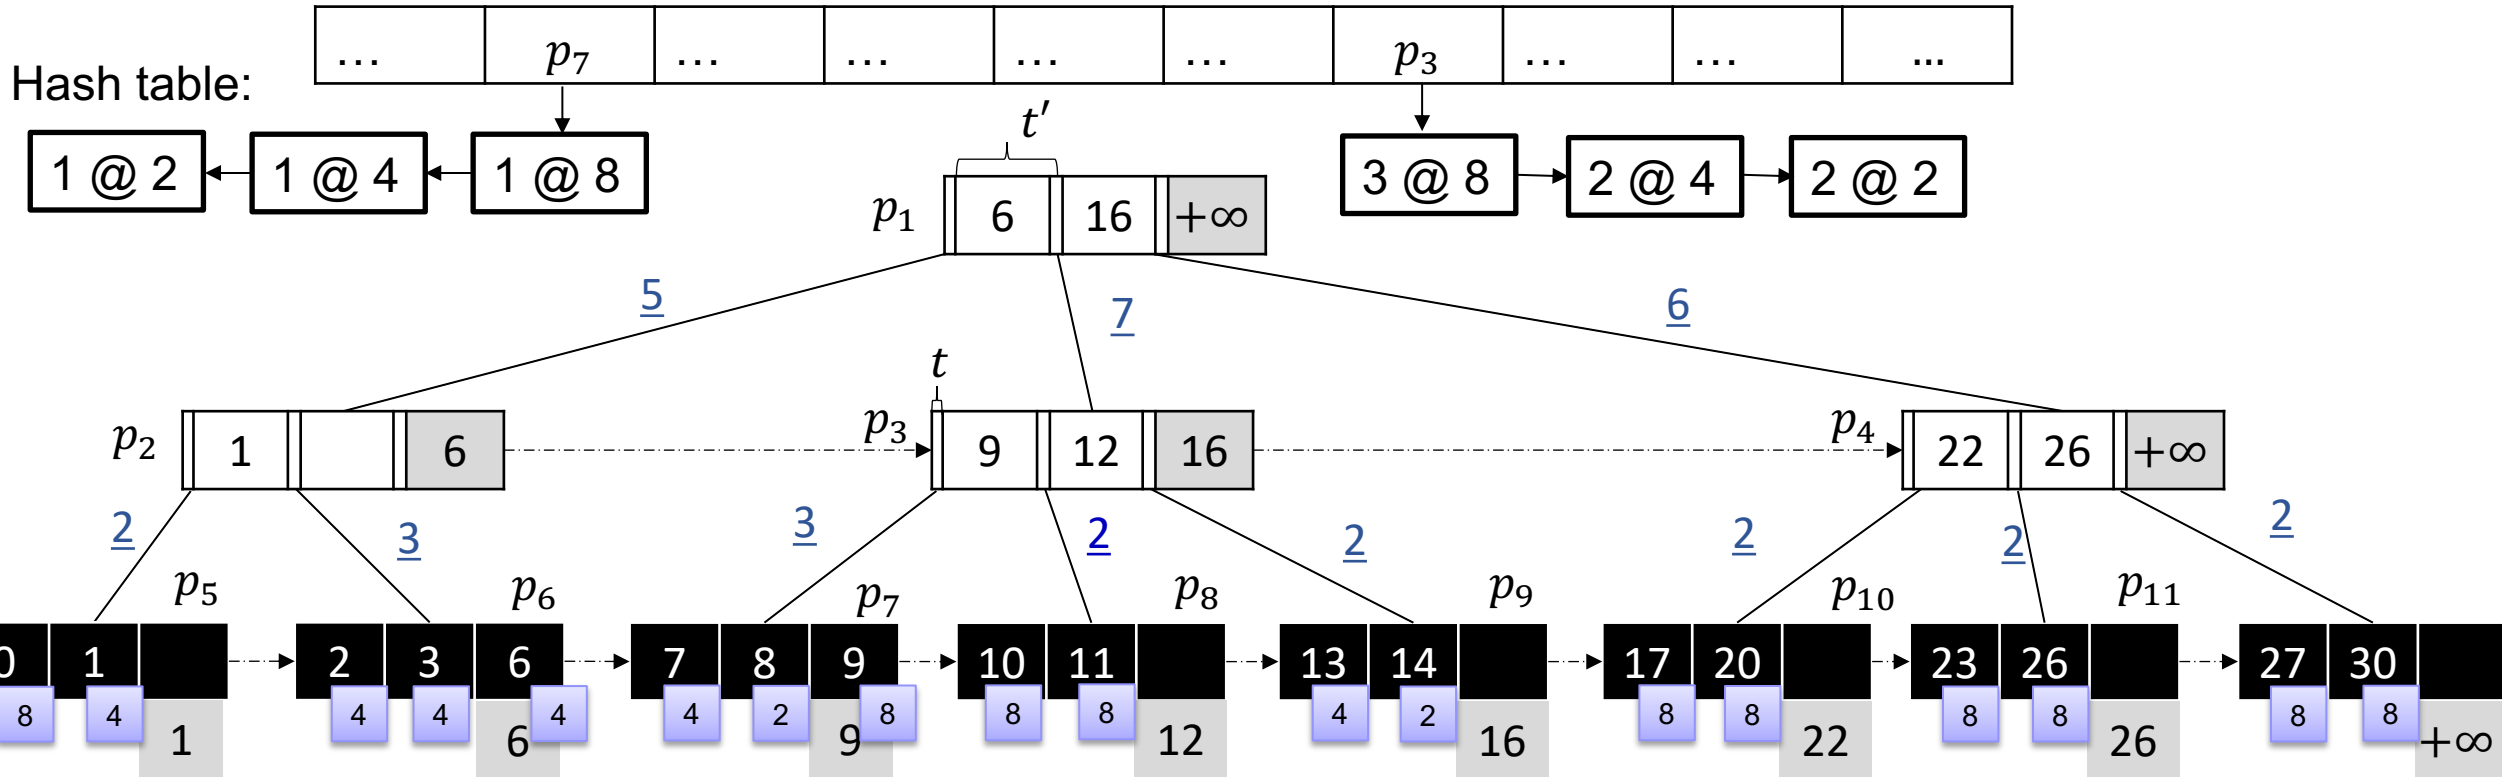 … p₇ … … … … p₃ … … ...
Hash table:
t′
1 @ 2 1 @ 4 1 @ 8 3 @ 8 2 @ 4 2 @ 2
p₁ 6 16 +∞
5 7 6
t
p₂ 1 6 p₃ 9 12 16 p₄ 22 26 +∞
2 3 3 2 2 2 2 2
p₅ p₆ p₇ p₈ p₉ p₁₀ p₁₁
0 1 2 3 6 7 8 9 10 11 13 14 17 20 23 26 27 30
8 4 4 4 4 4 2 8 8 8 4 2 8 8 8 8 8 8
1 6 9 12 16 22 26 +∞